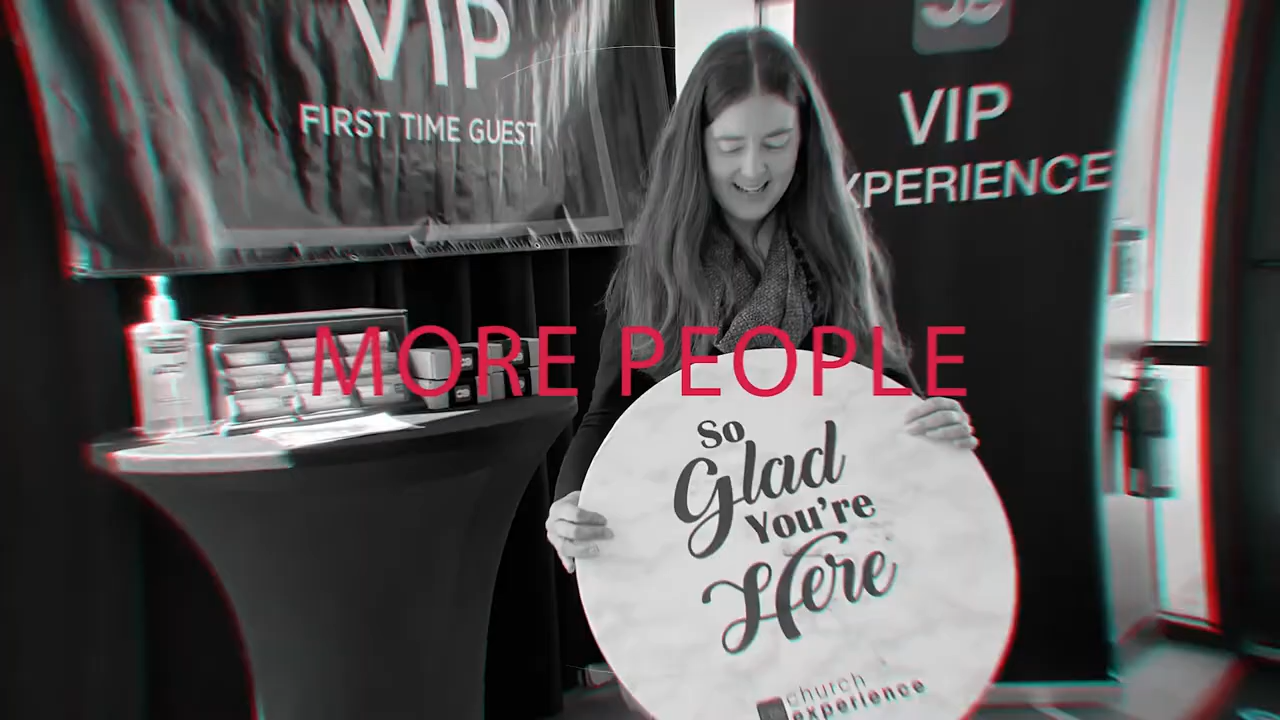 VIP
FIRST TIME GUEST
VIP
XPERIENCE
MORE PEOPLE
So
Glad
You're
Here
church
experience